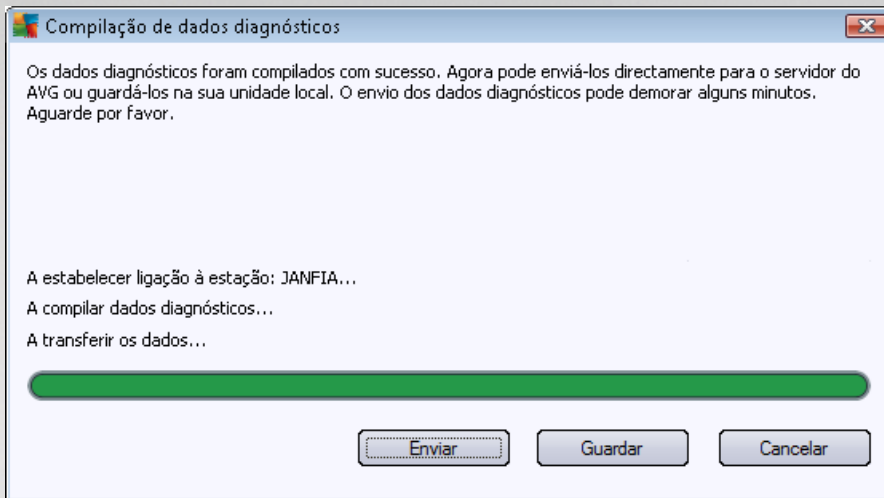 Compilação de dados diagnósticos
Os dados diagnósticos foram compilados com sucesso. Agora pode enviá-los directamente para o servidor do
AVG ou guardá-los na sua unidade local. O envio dos dados diagnósticos pode demorar alguns minutos.
Aguarde por favor.
A estabelecer ligação à estação: JANFIA...
A compilar dados diagnósticos...
A transferir os dados...
Enviar
Guardar
Cancelar